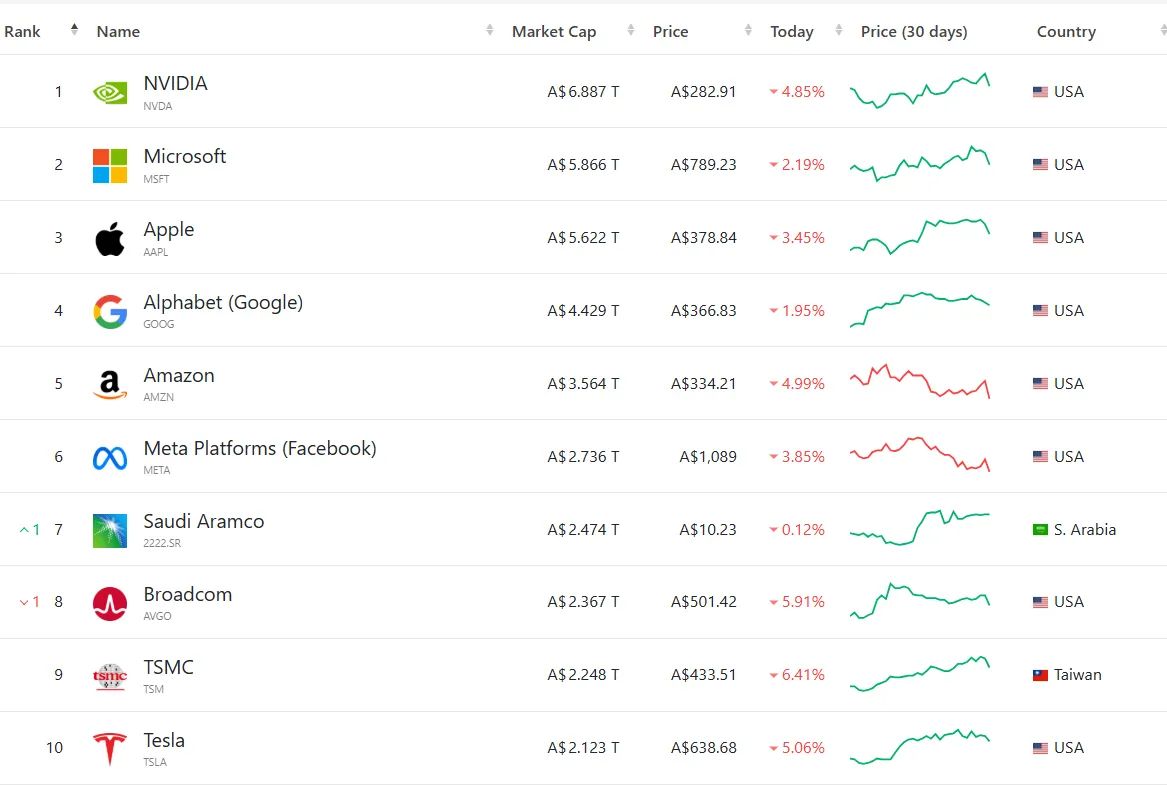 Rank Name Market Cap Price Today Price (30 days) Country
1 NVIDIA A$6.887 T A$282.91 4.85% USA
NVDA
2 Microsoft A$5.866 T A$789.23 2.19% USA
MSFT
3 Apple A$5.622 T A$378.84 3.45% USA
AAPL
4 Alphabet (Google) A$4.429 T A$366.83 1.95% USA
GOOG
5 Amazon A$3.564 T A$334.21 4.99% USA
AMZN
6 Meta Platforms (Facebook) A$2.736 T A$1,089 3.85% USA
META
1 7 Saudi Aramco A$2.474 T A$10.23 0.12% S. Arabia
2222.SR
1 8 Broadcom A$2.367 T A$501.42 5.91% USA
AVGO
9 tsmc TSMC A$2.248 T A$433.51 6.41% Taiwan
TSM
10 Tesla A$2.123 T A$638.68 5.06% USA
TSLA